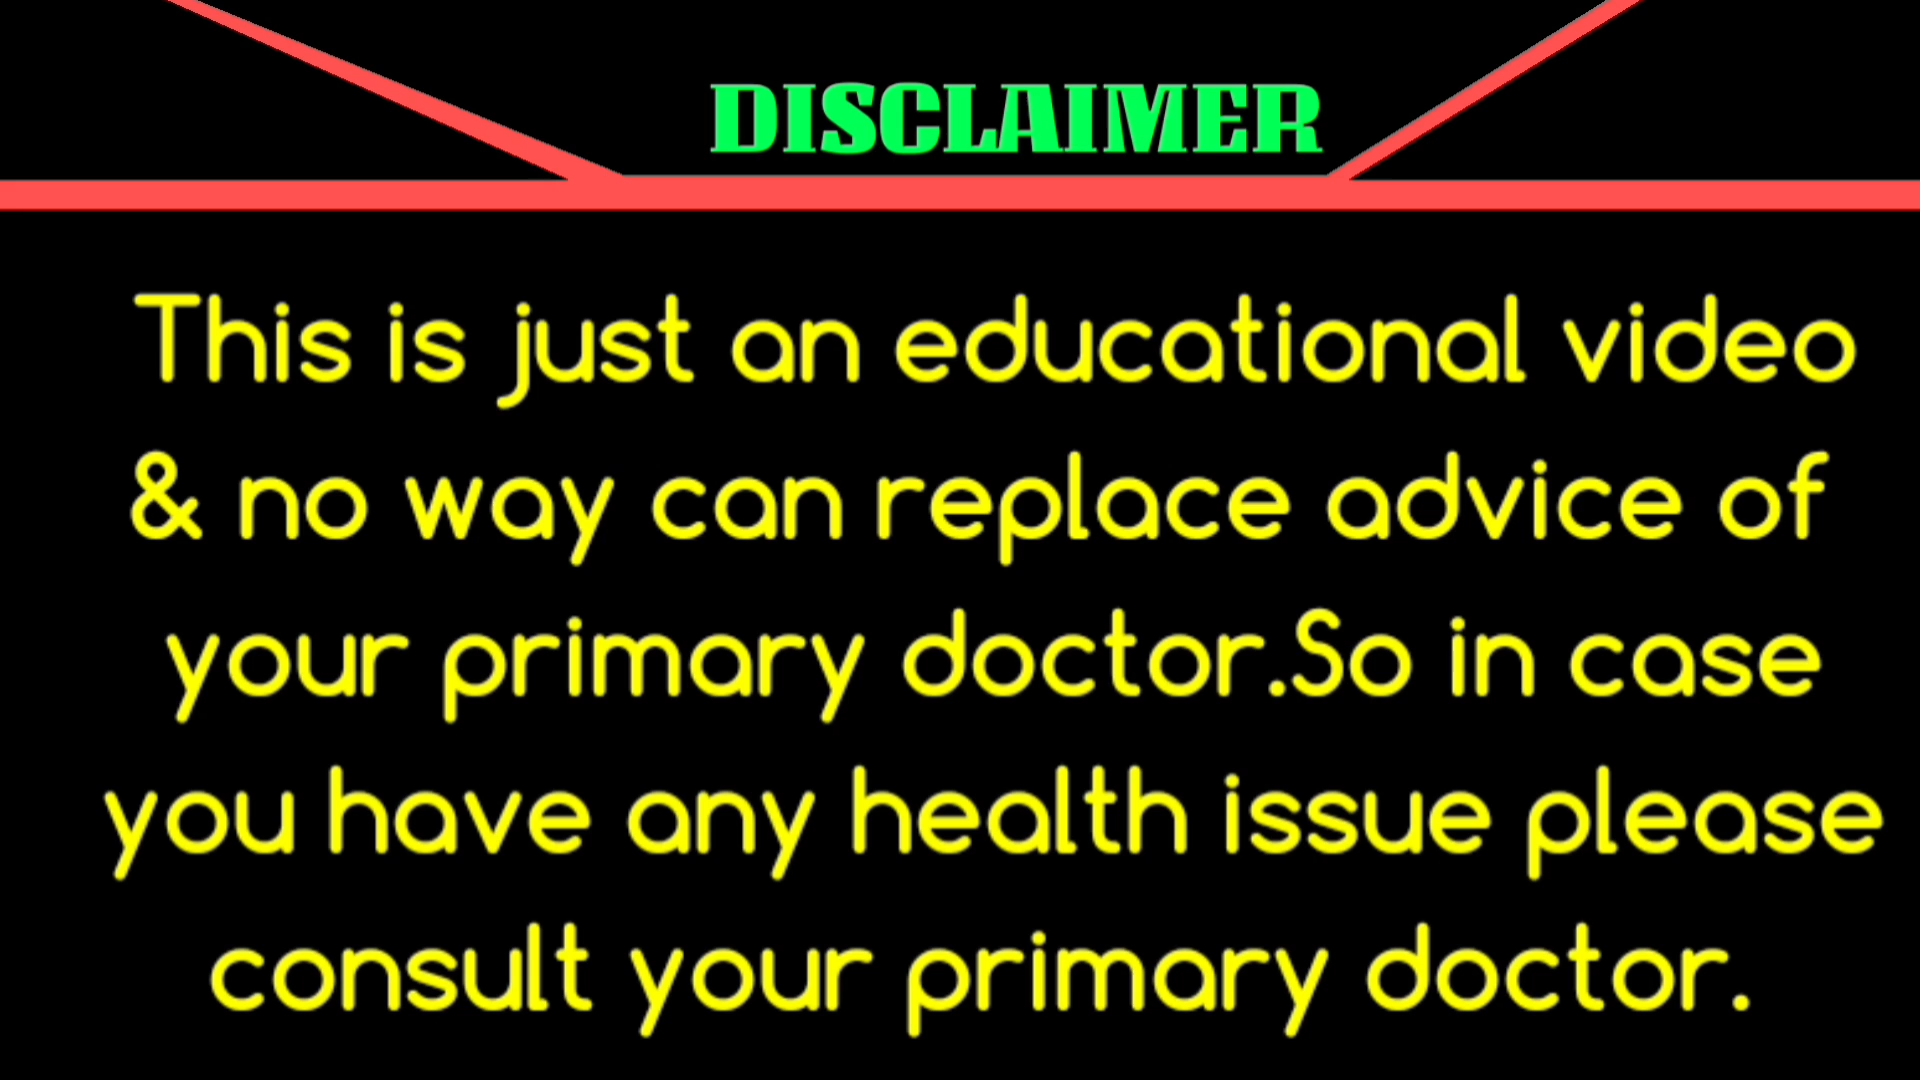 DISCLAIMER
This is just an educational video
& no way can replace advice of
your primary doctor.So in case
you have any health issue please
consult your primary doctor.